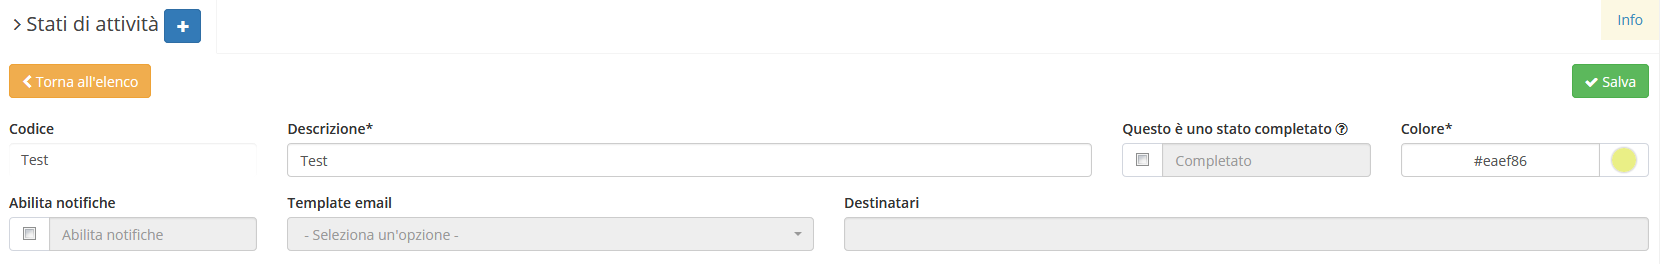 Stati di attività
Info
Torna all'elenco
Salva
Codice
Descrizione*
Questo è uno stato completato
Colore*
Test
Test
Completato
#eaef86
Abilita notifiche
Template email
Destinatari
Abilita notifiche
- Seleziona un'opzione -